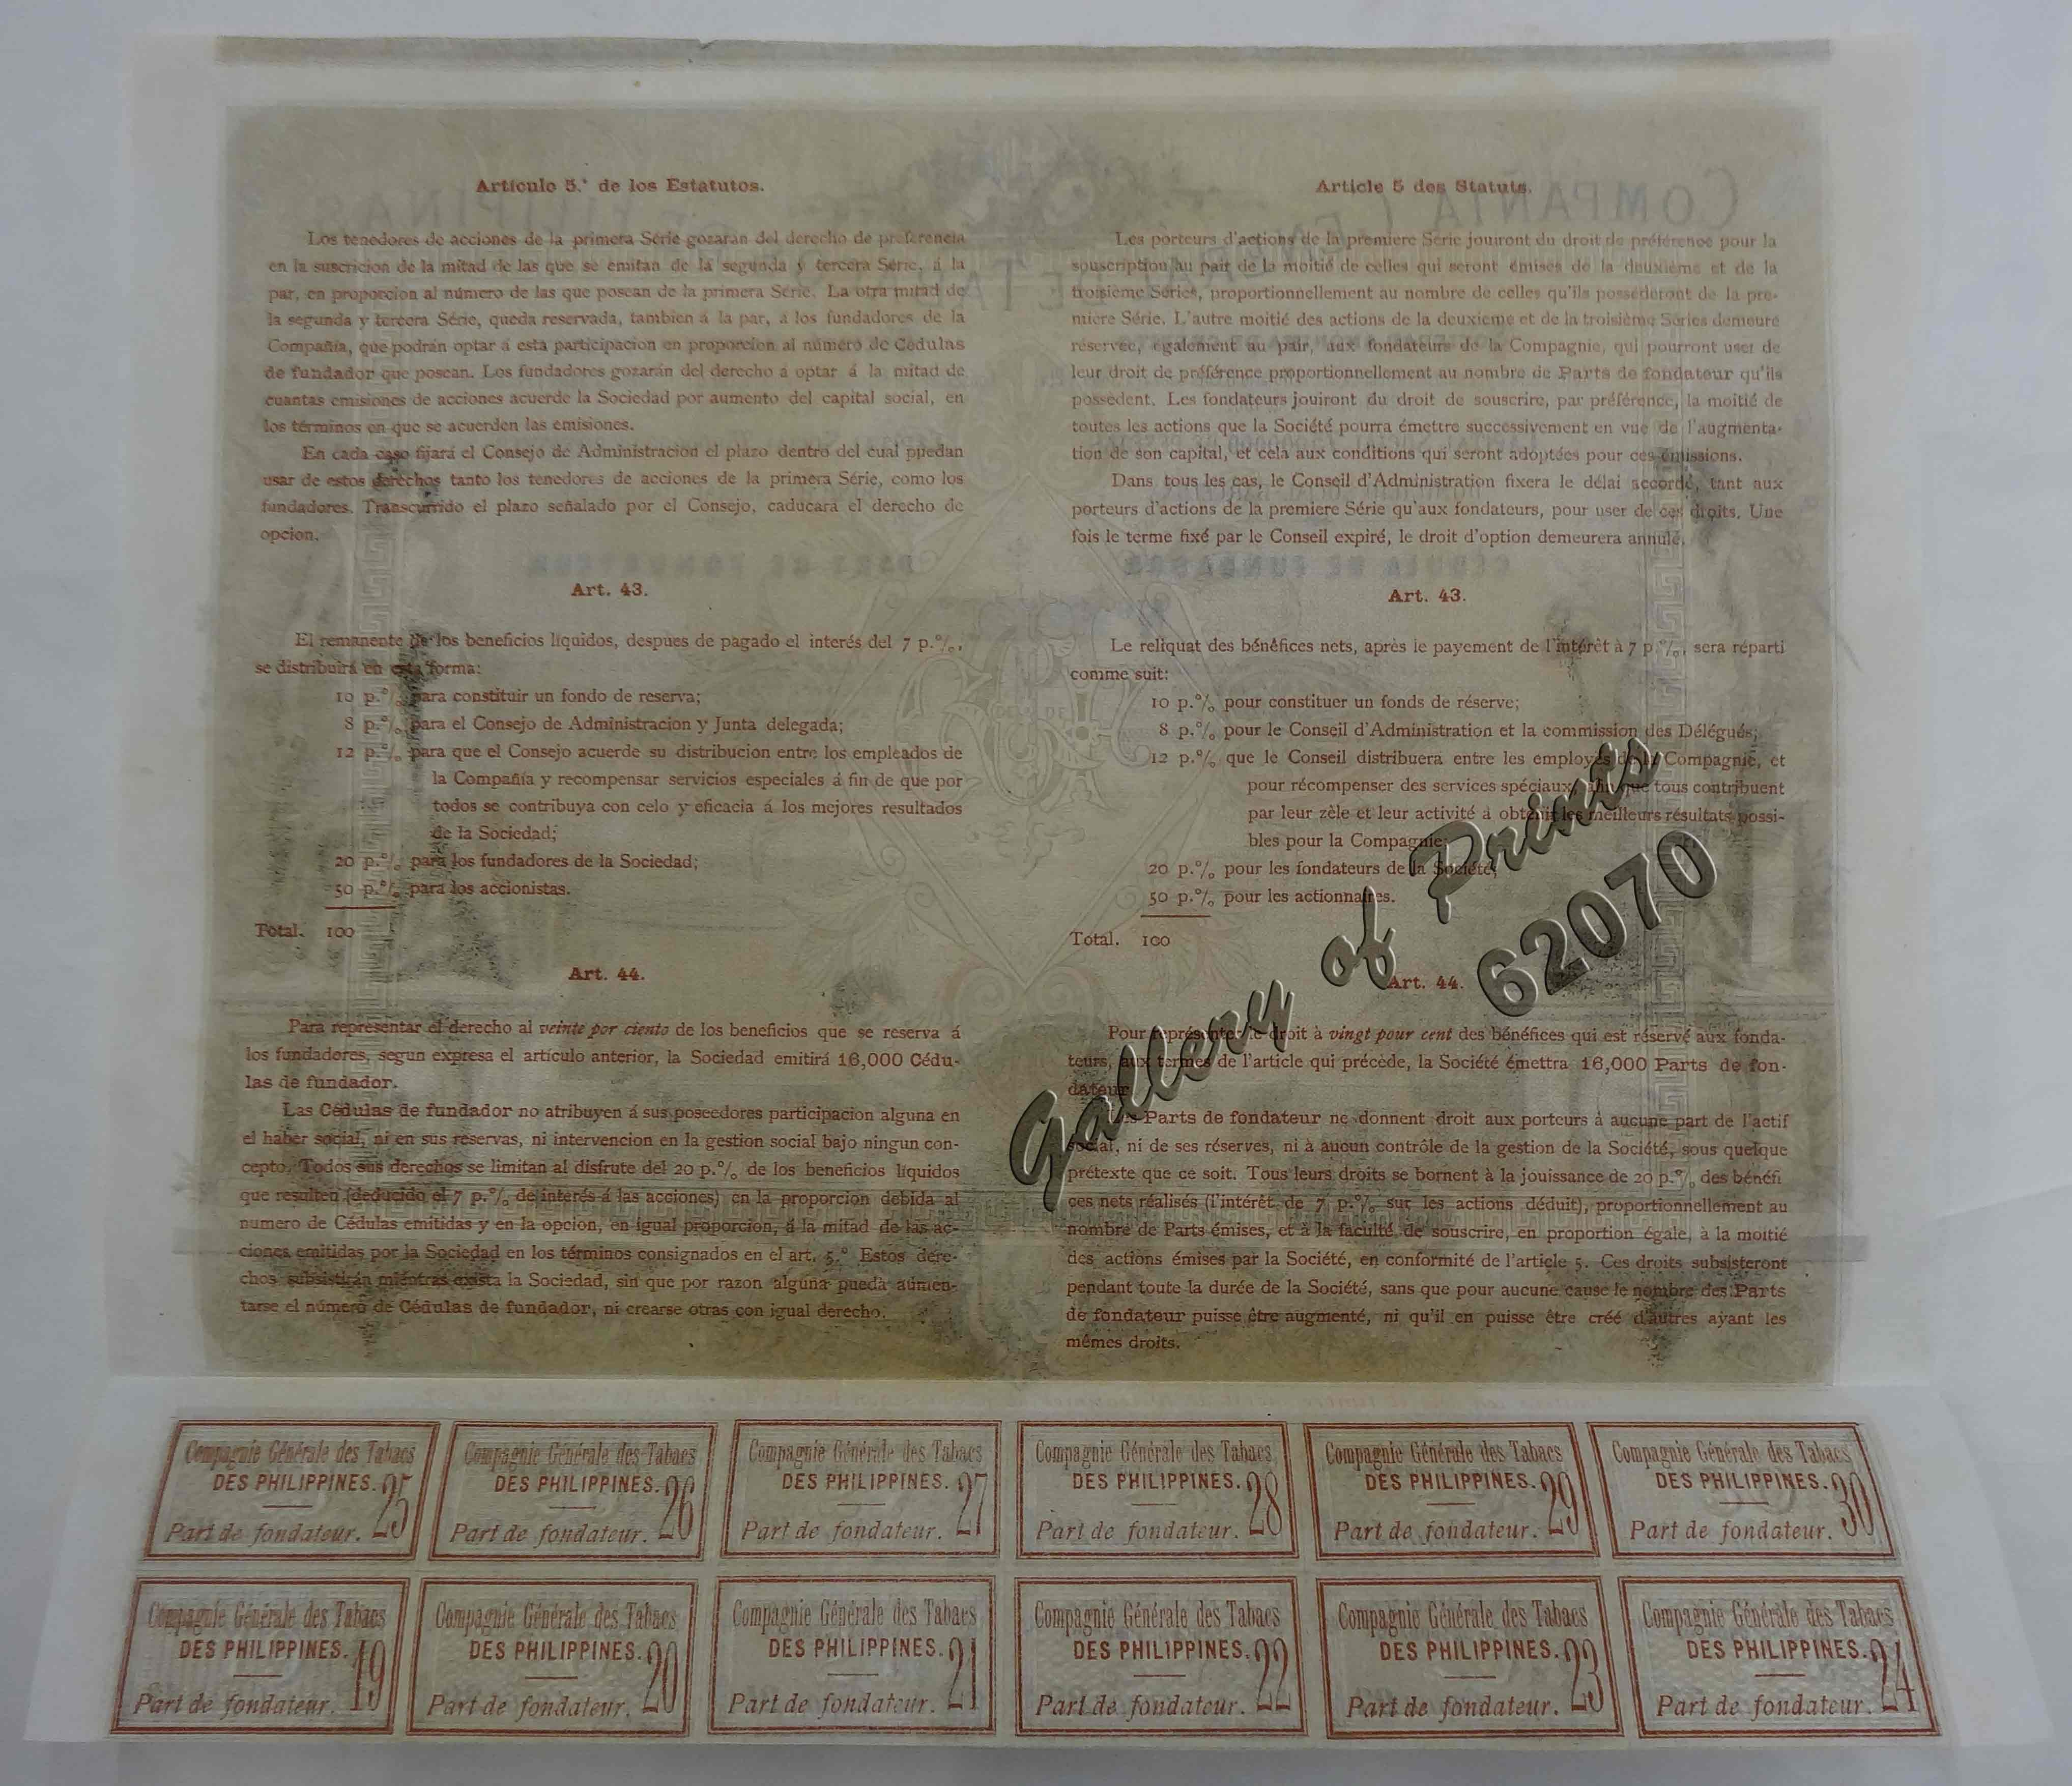 Artículo 5.º de los Estatutos.
Los tenedores de acciones de la primera Série gozarán del derecho de preferencia
en la suscricion de la mitad de las que se emitan de la segunda y tercera Série, á la
par, en proporcion al número de las que posean de la primera Série. La otra mitad de
la segunda y tercera Série, queda reservada, tambien á la par, á los fundadores de la
Compañía, que podrán optar á esta participacion en proporcion al número de Cédulas
de fundador que posean. Los fundadores gozarán del derecho á optar á la mitad de
cuantas emisiones de acciones acuerde la Sociedad por aumento del capital social, en
los términos en que se acuerden las emisiones.
En cada caso fijará el Consejo de Administracion el plazo dentro del cual puedan
usar de estos derechos tanto los tenedores de acciones de la primera Série, como los
fundadores. Transcurrido el plazo señalado por el Consejo, caducará el derecho de
opcion.
Art. 43.
El remanente de los beneficios líquidos, despues de pagado el interés del 7 p.%,
se distribuirá en esta forma:
10 p.% para constituir un fondo de reserva;
8 p.% para el Consejo de Administracion y Junta delegada;
12 p.% para que el Consejo acuerde su distribucion entre los empleados de
la Compañía y recompensar servicios especiales á fin de que por
todos se contribuya con celo y eficacia á los mejores resultados
de la Sociedad;
20 p.% para los fundadores de la Sociedad;
50 p.% para los accionistas.
Total. 100
Art. 44.
Para representar el derecho al veinte por ciento de los beneficios que se reserva á
los fundadores, segun expresa el artículo anterior, la Sociedad emitirá 16,000 Cédu-
las de fundador.
Las Cédulas de fundador no atribuyen á sus poseedores participacion alguna en
el haber social, ni en sus reservas, ni intervencion en la gestion social bajo ningun con-
cepto. Todos sus derechos se limitan al disfrute del 20 p.% de los beneficios líquidos
que resulten (deducido el 7 p.% de interés á las acciones) en la proporcion debida al
numero de Cédulas emitidas y en la opcion, en igual proporcion, á la mitad de las ac-
ciones emitidas por la Sociedad en los términos consignados en el art. 5.º Estos dere-
chos subsistirán mientras exista la Sociedad, sin que por razon alguna pueda aumen-
tarse el número de Cédulas de fundador, ni crearse otras con igual derecho.
Article 5 des Statuts.
Les porteurs d'actions de la premiere Série jouiront du droit de préférence pour la
souscription au pair de la moitié de celles qui seront émises de la deuxième et de la
troisième Séries, proportionnellement au nombre de celles qu'ils possèderont de la pre-
miere Série. L'autre moitié des actions de la deuxieme et de la troisième Séries demeure
réservée, également au pair, aux fondateurs de la Compagnie, qui pourront user de
leur droit de préférence proportionnellement au nombre de Parts de fondateur qu'ils
possèdent. Les fondateurs jouiront du droit de souscrire, par préférence, la moitié de
toutes les actions que la Société pourra émettre successivement en vue de l'augmenta-
tion de son capital, et cela aux conditions qui seront adoptées pour ces émissions.
Dans tous les cas, le Conseil d'Administration fixera le délai accordé, tant aux
porteurs d'actions de la premiere Série qu'aux fondateurs, pour user de ces droits. Une
fois le terme fixé par le Conseil expiré, le droit d'option demeurera annulé.
Art. 43.
Le reliquat des bénéfices nets, après le payement de l'intérêt à 7 p.%, sera réparti
comme suit:
10 p.% pour constituer un fonds de réserve;
8 p.% pour le Conseil d'Administration et la commission des Délégués;
12 p.% que le Conseil distribuera entre les employés de la Compagnie, et
pour récompenser des services spéciaux, afin que tous contribuent
par leur zèle et leur activité à obtenir les meilleurs résultats possi-
bles pour la Compagnie;
20 p.% pour les fondateurs de la Société;
50 p.% pour les actionnaires.
Total. 100
Art. 44.
Pour représenter le droit à vingt pour cent des bénéfices qui est réservé aux fonda-
teurs, aux termes de l'article qui précède, la Société émettra 16,000 Parts de fon-
dateur.
Les Parts de fondateur ne donnent droit aux porteurs à aucune part de l'actif
social, ni de ses réserves, ni à aucun contrôle de la gestion de la Société, sous quelque
prétexte que ce soit. Tous leurs droits se bornent à la jouissance de 20 p.% des bénéfi
ces nets réalisés (l'intérêt de 7 p.% sur les actions déduit), proportionnellement au
nombre de Parts émises, et à la faculté de souscrire, en proportion égale, à la moitié
des actions émises par la Société, en conformité de l'article 5. Ces droits subsisteront
pendant toute la durée de la Société, sans que pour aucune cause le nombre des Parts
de fondateur puisse être augmenté, ni qu'il en puisse être créé d'autres ayant les
mêmes droits.
Gallery of Prints
62070
Compagnie Générale des Tabacs
DES PHILIPPINES. 25
Part de fondateur.
Compagnie Générale des Tabacs
DES PHILIPPINES. 26
Part de fondateur.
Compagnie Générale des Tabacs
DES PHILIPPINES. 27
Part de fondateur.
Compagnie Générale des Tabacs
DES PHILIPPINES. 28
Part de fondateur.
Compagnie Générale des Tabacs
DES PHILIPPINES. 29
Part de fondateur.
Compagnie Générale des Tabacs
DES PHILIPPINES. 30
Part de fondateur.
Compagnie Générale des Tabacs
DES PHILIPPINES. 19
Part de fondateur.
Compagnie Générale des Tabacs
DES PHILIPPINES. 20
Part de fondateur.
Compagnie Générale des Tabacs
DES PHILIPPINES. 21
Part de fondateur.
Compagnie Générale des Tabacs
DES PHILIPPINES. 22
Part de fondateur.
Compagnie Générale des Tabacs
DES PHILIPPINES. 23
Part de fondateur.
Compagnie Générale des Tabacs
DES PHILIPPINES. 24
Part de fondateur.